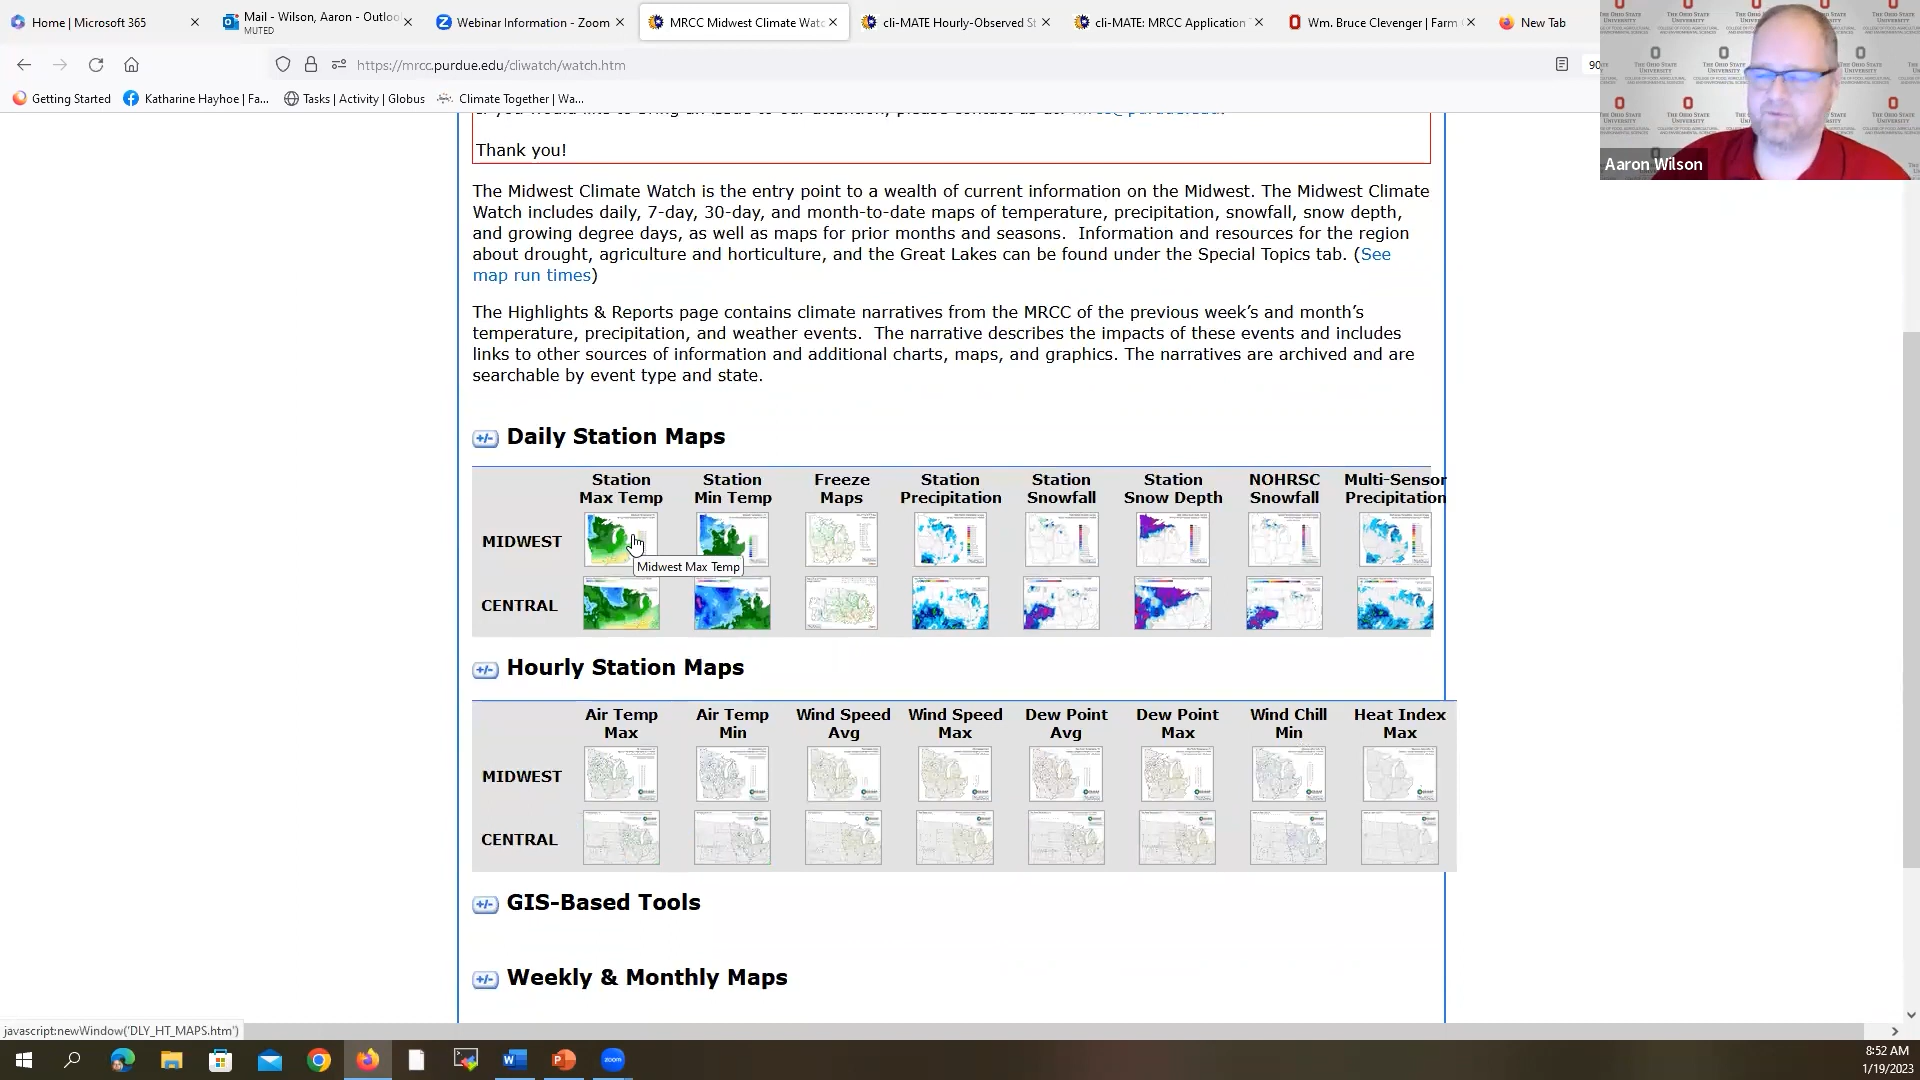 Home | Microsoft 365
Mail - Wilson, Aaron - Outloo
MUTED
Webinar Information - Zoom
MRCC Midwest Climate Watc
cli-MATE Hourly-Observed St
cli-MATE: MRCC Application
Wm. Bruce Clevenger | Farm
New Tab
https://mrcc.purdue.edu/cliwatch/watch.htm
90
Getting Started
Katharine Hayhoe | Fa...
Tasks | Activity | Globus
Climate Together | Wa...
Aaron Wilson
Thank you!
The Midwest Climate Watch is the entry point to a wealth of current information on the Midwest. The Midwest Climate
Watch includes daily, 7-day, 30-day, and month-to-date maps of temperature, precipitation, snowfall, snow depth,
and growing degree days, as well as maps for prior months and seasons.  Information and resources for the region
about drought, agriculture and horticulture, and the Great Lakes can be found under the Special Topics tab. (See
map run times)
The Highlights & Reports page contains climate narratives from the MRCC of the previous week's and month's
temperature, precipitation, and weather events.  The narrative describes the impacts of these events and includes
links to other sources of information and additional charts, maps, and graphics. The narratives are archived and are
searchable by event type and state.
+/- Daily Station Maps
Station Station Freeze Station Station Station NOHRSC Multi-Sensor
Max Temp Min Temp Maps Precipitation Snowfall Snow Depth Snowfall Precipitation
MIDWEST
Midwest Max Temp
CENTRAL
+/- Hourly Station Maps
Air Temp Air Temp Wind Speed Wind Speed Dew Point Dew Point Wind Chill Heat Index
Max Min Avg Max Avg Max Min Max
MIDWEST
CENTRAL
+/- GIS-Based Tools
+/- Weekly & Monthly Maps
javascript:newWindow('DLY_HT_MAPS.htm')
zoom
8:52 AM
1/19/2023